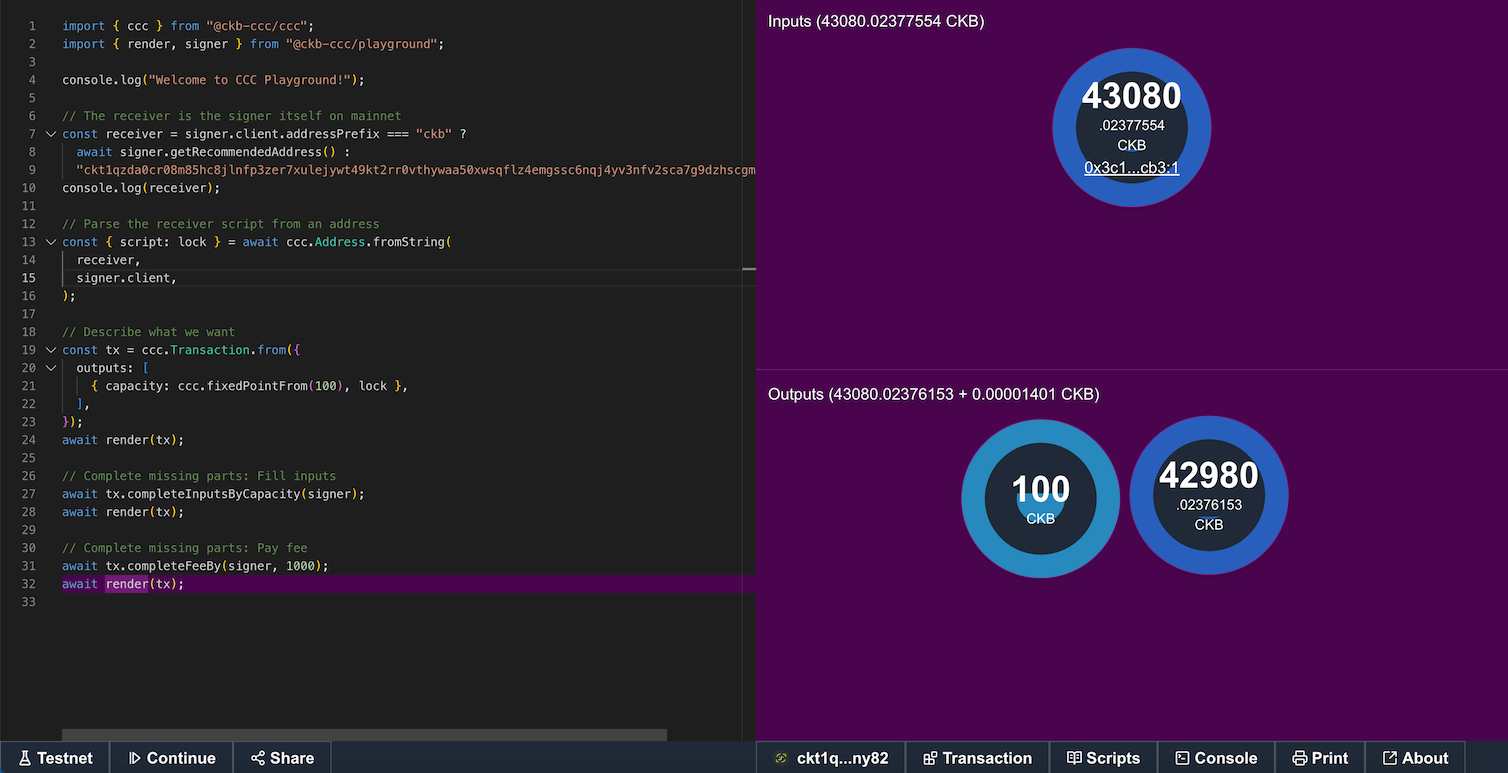 1 import { ccc } from "@ckb-ccc/ccc";
2 import { render, signer } from "@ckb-ccc/playground";
3
4 console.log("Welcome to CCC Playground!");
5
6 // The receiver is the signer itself on mainnet
7 const receiver = signer.client.addressPrefix === "ckb" ?
8 await signer.getRecommendedAddress() :
9 "ckt1qzda0cr08m85hc8jlnfp3zer7xulejywt49kt2rr0vthywaa50xwsqflz4emgssc6nqj4yv3nfv2sca7g9dzhscgm
10 console.log(receiver);
11
12 // Parse the receiver script from an address
13 const { script: lock } = await ccc.Address.fromString(
14 receiver,
15 signer.client,
16 );
17
18 // Describe what we want
19 const tx = ccc.Transaction.from({
20 outputs: [
21 { capacity: ccc.fixedPointFrom(100), lock },
22 ],
23 });
24 await render(tx);
25
26 // Complete missing parts: Fill inputs
27 await tx.completeInputsByCapacity(signer);
28 await render(tx);
29
30 // Complete missing parts: Pay fee
31 await tx.completeFeeBy(signer, 1000);
32 await render(tx);
33
Testnet Continue Share
Inputs (43080.02377554 CKB)
43080
.02377554
CKB
0x3c1...cb3:1
Outputs (43080.02376153 + 0.00001401 CKB)
100
CKB
42980
.02376153
CKB
ckt1q...ny82 Transaction Scripts Console Print About